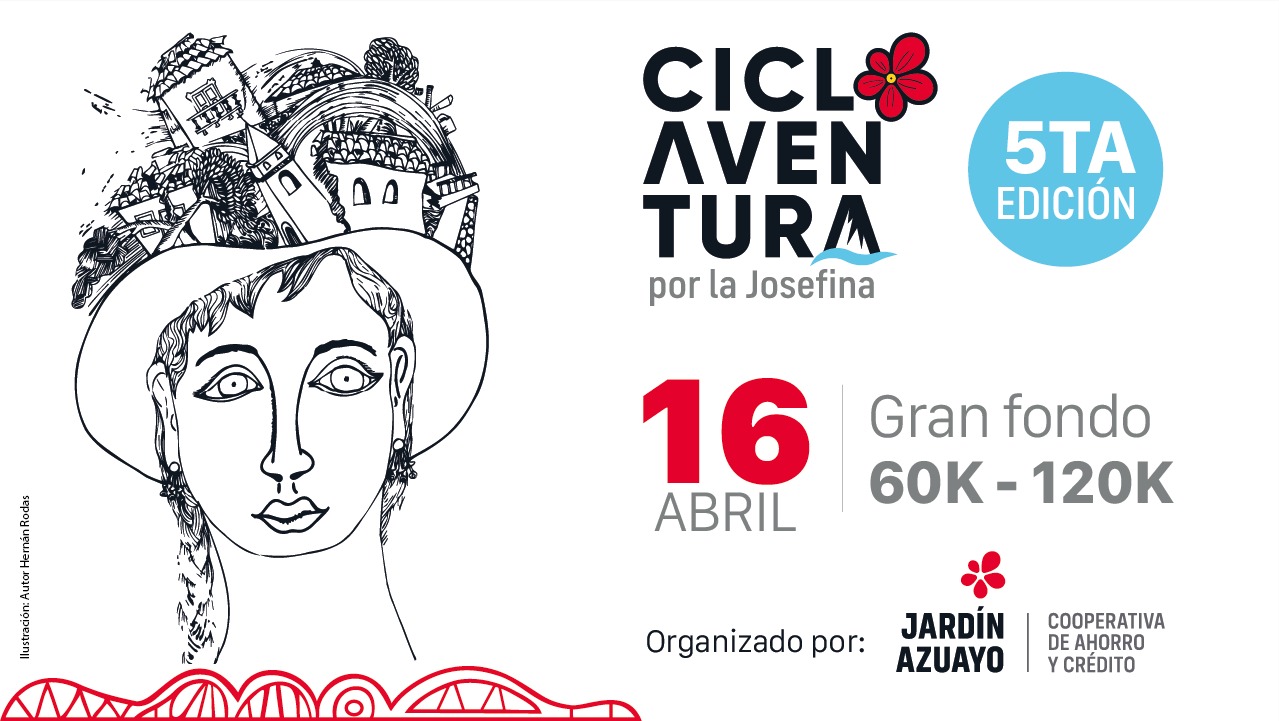 CICLO
AVEN
TURA
por la Josefina
5TA
EDICIÓN
16
ABRIL
Gran fondo
60K - 120K
Organizado por:
JARDÍN
AZUAYO
COOPERATIVA
DE AHORRO
Y CRÉDITO
Ilustración: Autor Hernán Rodas